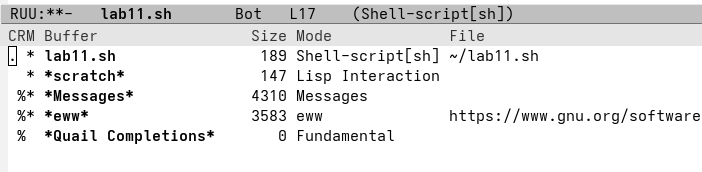 RUU:**- lab11.sh Bot L17 (Shell-script[sh])
CRM Buffer Size Mode File
. * lab11.sh 189 Shell-script[sh] ~/lab11.sh
* *scratch* 147 Lisp Interaction
%* *Messages* 4310 Messages
%* *eww* 3583 eww https://www.gnu.org/software
% *Quail Completions* 0 Fundamental